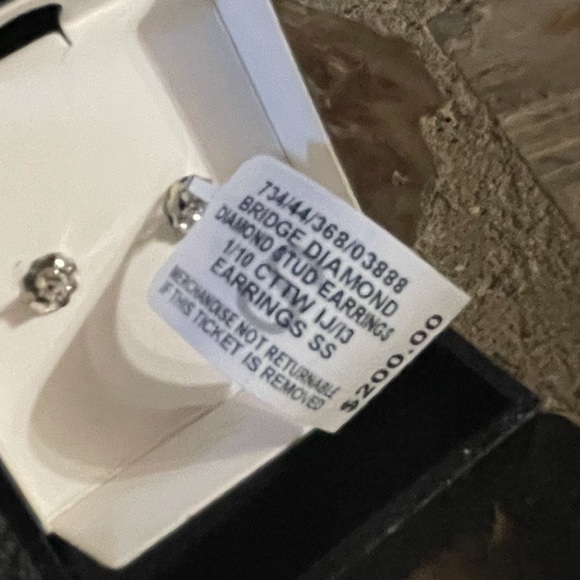 734/44/368/03888
BRIDGE DIAMOND
DIAMOND STUD EARRINGS
1/10 CTTW IJ/I3
EARRINGS SS
MERCHANDISE NOT RETURNABLE
IF THIS TICKET IS REMOVED
$200.00